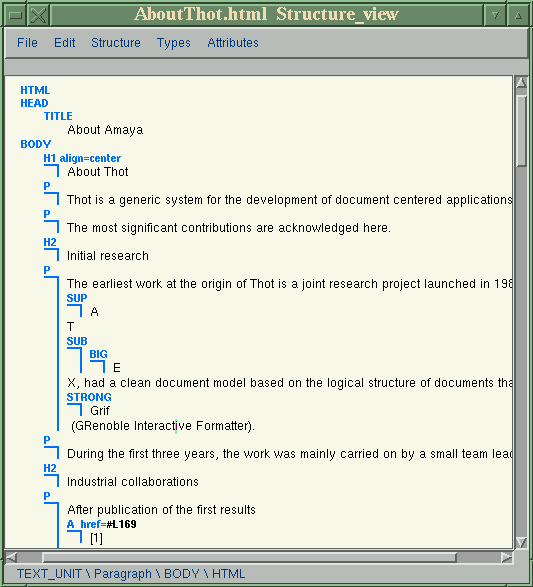 AboutThot.html Structure_view
File Edit Structure Types Attributes
HTML
HEAD
TITLE
About Amaya
BODY
H1 align=center
About Thot
P
Thot is a generic system for the development of document centered applications
P
The most significant contributions are acknowledged here.
H2
Initial research
P
The earliest work at the origin of Thot is a joint research project launched in 198
SUP
A
T
SUB
BIG
E
X, had a clean document model based on the logical structure of documents tha
STRONG
Grif
(GRenoble Interactive Formatter).
P
During the first three years, the work was mainly carried on by a small team lead
H2
Industrial collaborations
P
After publication of the first results
A href=#L169
[1]
TEXT_UNIT \ Paragraph \ BODY \ HTML